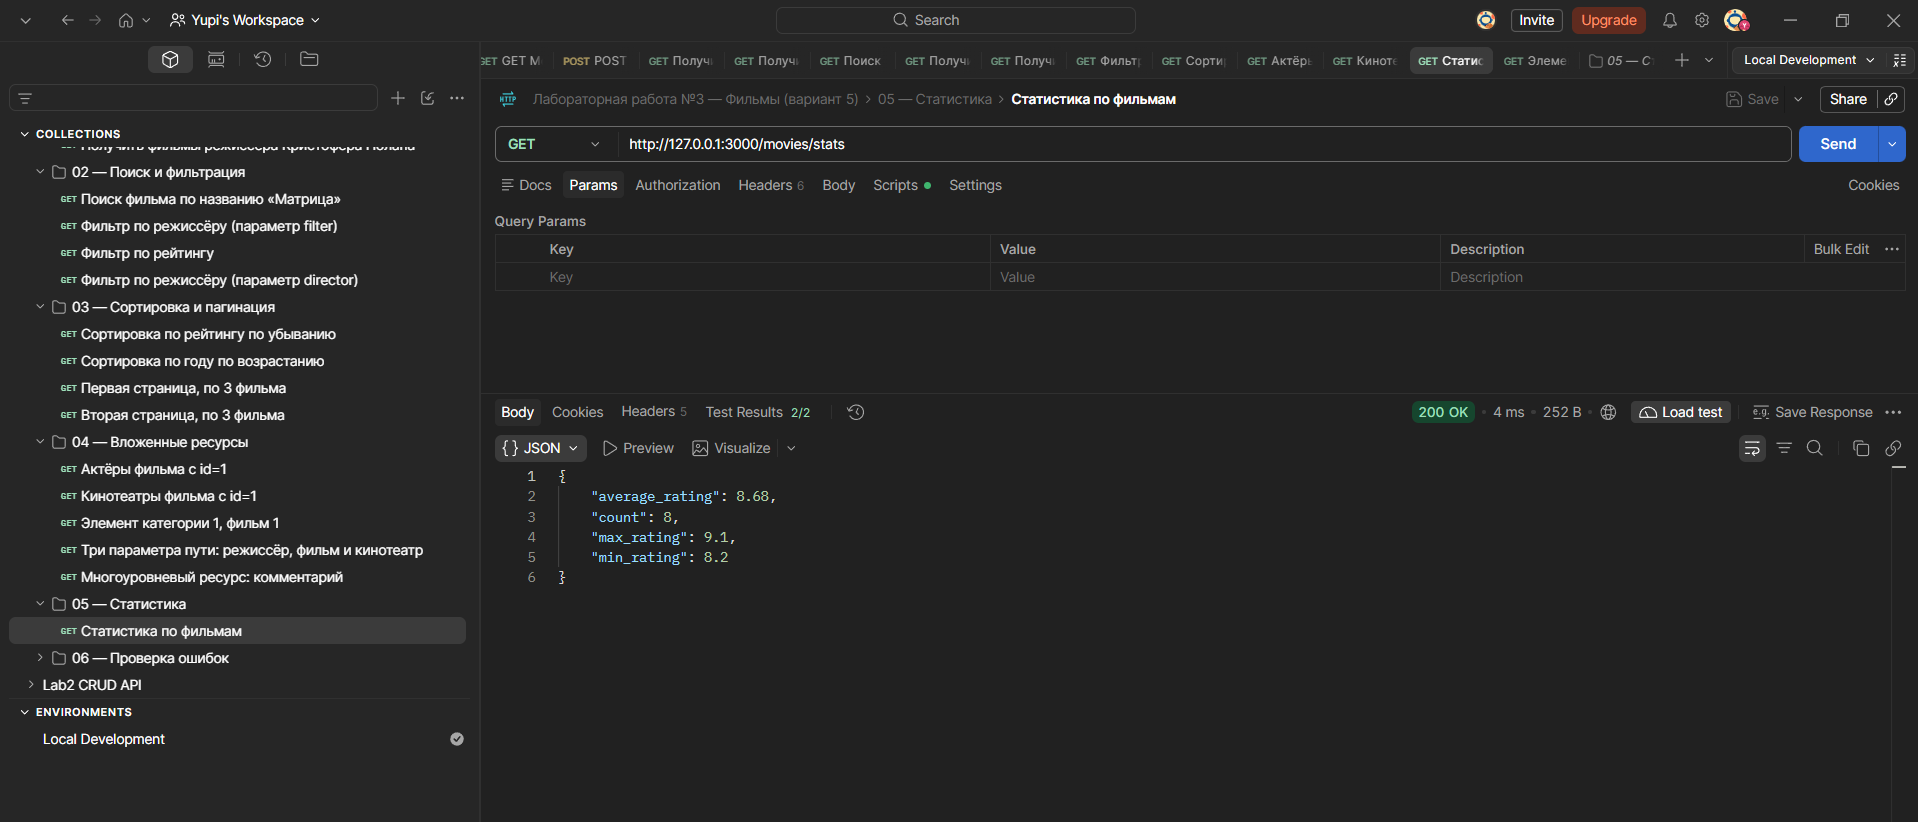 Yupi's Workspace
Search
Invite
Upgrade
COLLECTIONS
Получить фильмы режиссёра Кристофера Нолана
02 — Поиск и фильтрация
GET Поиск фильма по названию «Матрица»
GET Фильтр по режиссёру (параметр filter)
GET Фильтр по рейтингу
GET Фильтр по режиссёру (параметр director)
03 — Сортировка и пагинация
GET Сортировка по рейтингу по убыванию
GET Сортировка по году по возрастанию
GET Первая страница, по 3 фильма
GET Вторая страница, по 3 фильма
04 — Вложенные ресурсы
GET Актёры фильма с id=1
GET Кинотеатры фильма с id=1
GET Элемент категории 1, фильм 1
GET Три параметра пути: режиссёр, фильм и кинотеатр
GET Многоуровневый ресурс: комментарий
05 — Статистика
GET Статистика по фильмам
06 — Проверка ошибок
Lab2 CRUD API
ENVIRONMENTS
Local Development
GET GET M
POST POST
GET Получ
GET Получ
GET Поиск
GET Получ
GET Получ
GET Фильт
GET Сорти
GET Актёр
GET Кинот
GET Статис
GET Элеме
05 — С
Local Development
HTTP Лабораторная работа №3 — Фильмы (вариант 5) > 05 — Статистика > Статистика по фильмам
Save
Share
GET http://127.0.0.1:3000/movies/stats
Send
Docs Params Authorization Headers 6 Body Scripts Settings
Cookies
Query Params
Key Value Description Bulk Edit
Key Value Description
Body Cookies Headers 5 Test Results 2/2
200 OK • 4 ms • 252 B
Load test
e.g. Save Response
{} JSON Preview Visualize
1 {
2 "average_rating": 8.68,
3 "count": 8,
4 "max_rating": 9.1,
5 "min_rating": 8.2
6 }